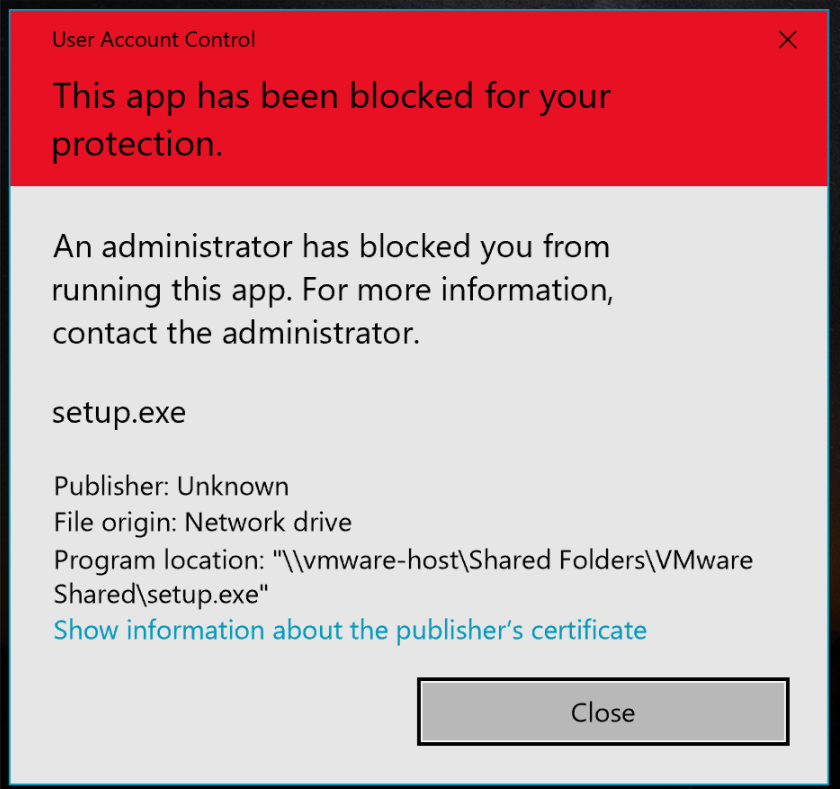 User Account Control
This app has been blocked for your
protection.
An administrator has blocked you from
running this app. For more information,
contact the administrator.
setup.exe
Publisher: Unknown
File origin: Network drive
Program location: "\\vmware-host\Shared Folders\VMware
Shared\setup.exe"
Show information about the publisher’s certificate
Close